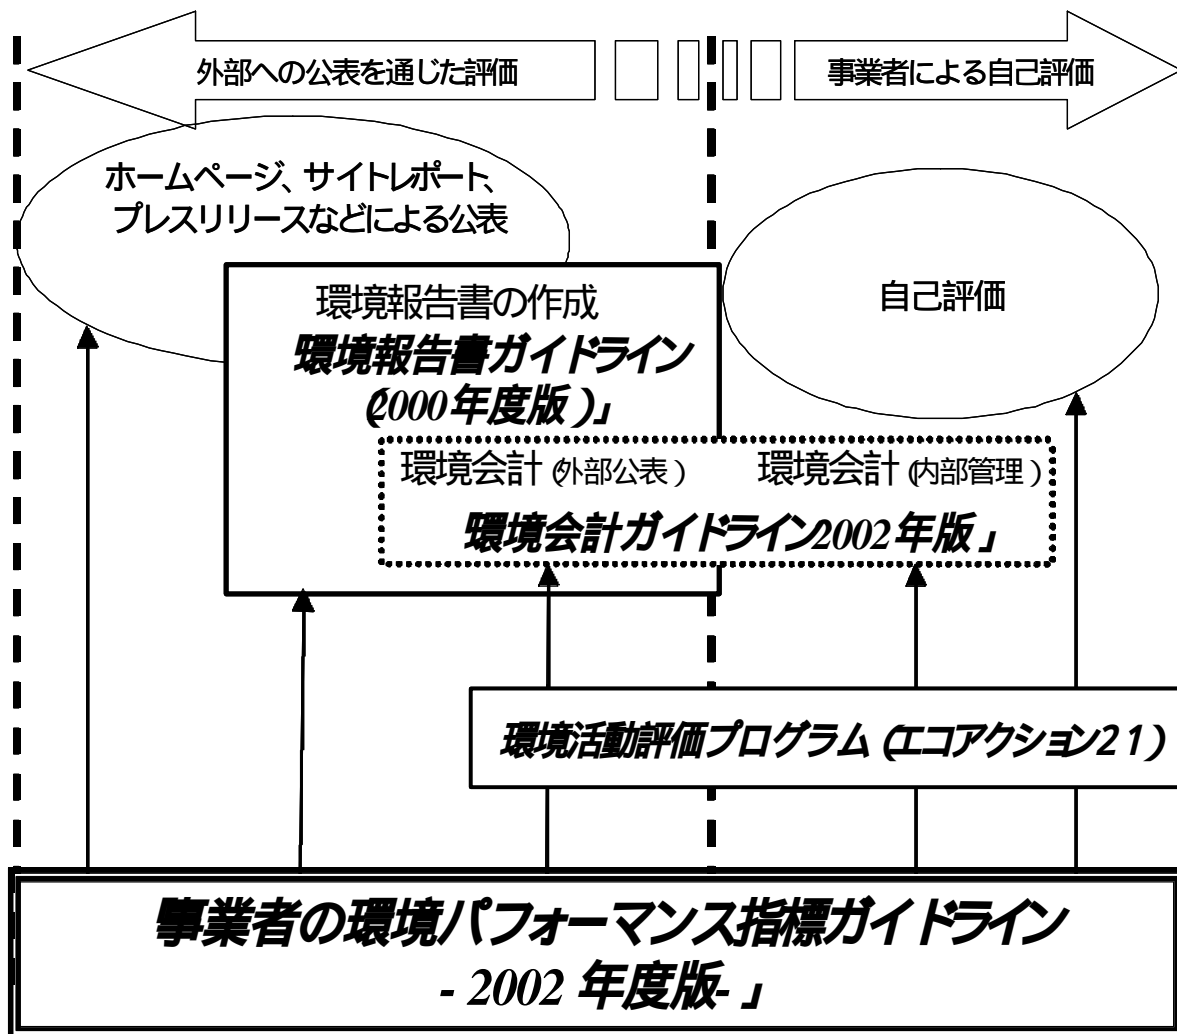 外部への公表を通じた評価
事業者による自己評価
ホームページ、サイトレポート、
プレスリリースなどによる公表
自己評価
環境報告書の作成
「環境報告書ガイドライン
(2000年度版)」
環境会計(外部公表) 環境会計(内部管理)
「環境会計ガイドライン2002年版」
環境活動評価プログラム(エコアクション21)
「事業者の環境パフォーマンス指標ガイドライン
- 2002 年度版- 」